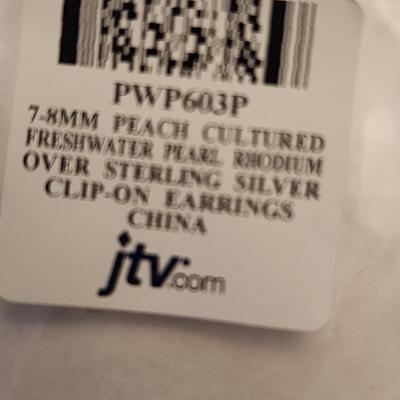 PWP603P
7-8MM PEACH CULTURED
FRESHWATER PEARL RHODIUM
OVER STERLING SILVER
CLIP-ON EARRINGS
CHINA
jtv.com